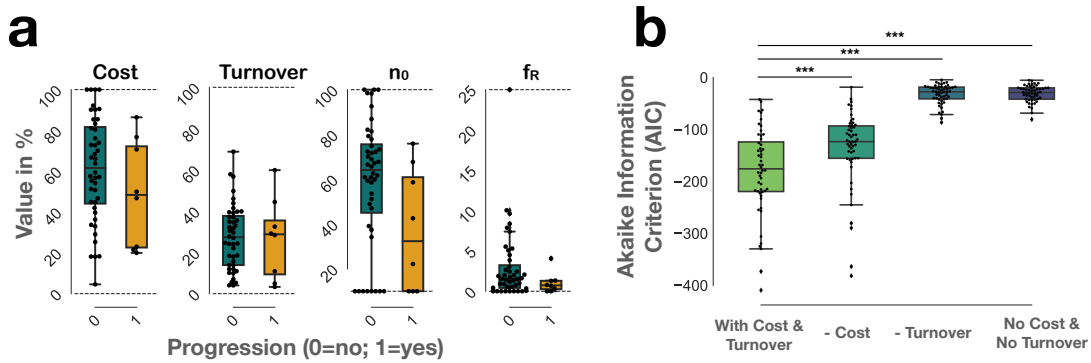 a
Cost
Turnover
n0
fR
Value in %
100
80
60
40
20
0
100
80
60
40
20
0
100
80
60
40
20
25
20
15
10
5
0
0
1
0
1
0
1
0
1
Progression (0=no; 1=yes)
b
***
***
***
Akaike Information
Criterion (AIC)
0
−100
−200
−300
−400
With Cost &
Turnover
- Cost
- Turnover
No Cost &
No Turnover